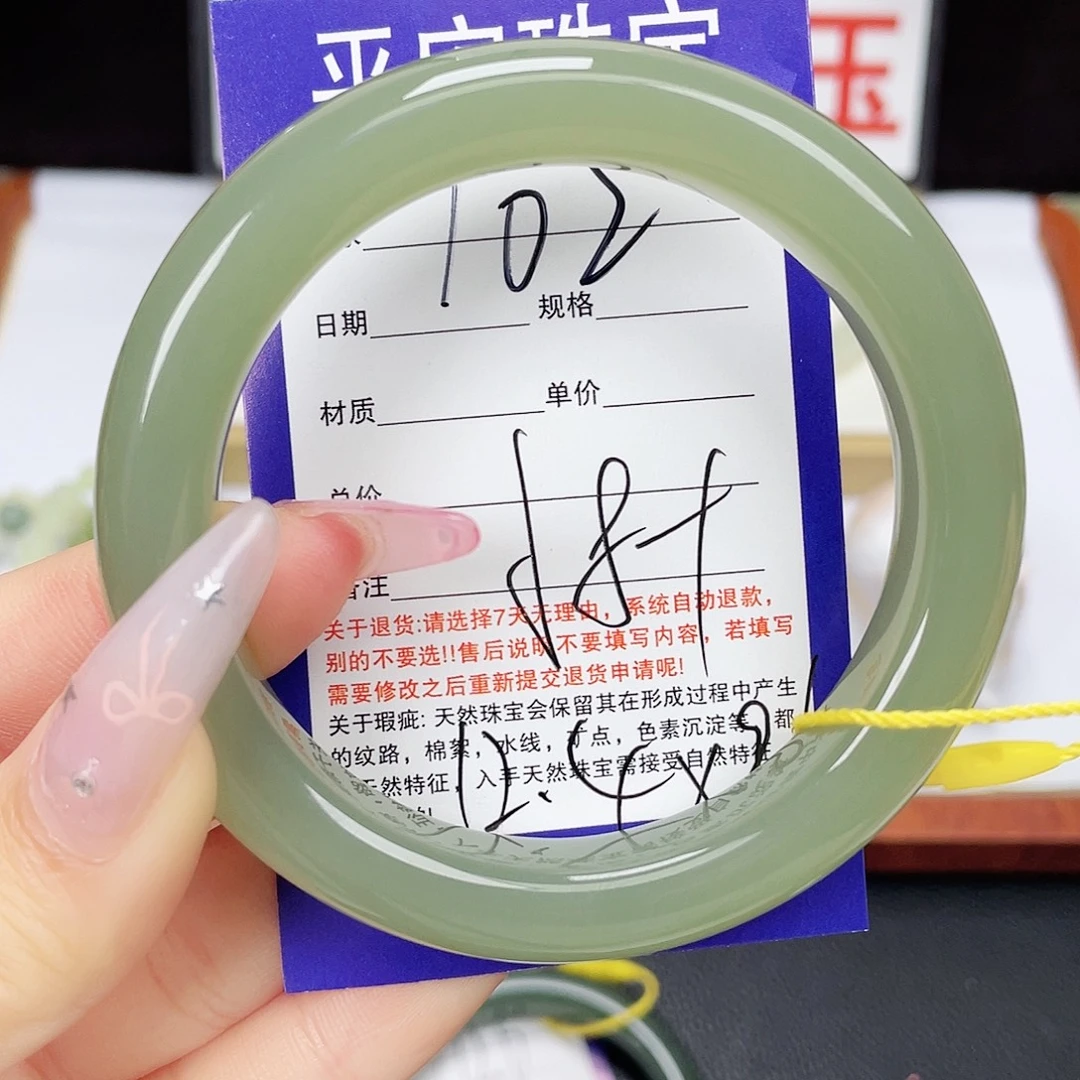 平安珠宝
玉
102
日期 规格
材质 单价
总价
备注
关于退货:请选择7天无理由，系统自动退款，
别的不要选!!售后说明不要填写内容，若填写
需要修改之后重新提交退货申请呢!
关于瑕疵: 天然珠宝会保留其在形成过程中产生
的纹路，棉絮，水线，矿点，色素沉淀等，都
天然特征，入手天然珠宝需接受自然特征